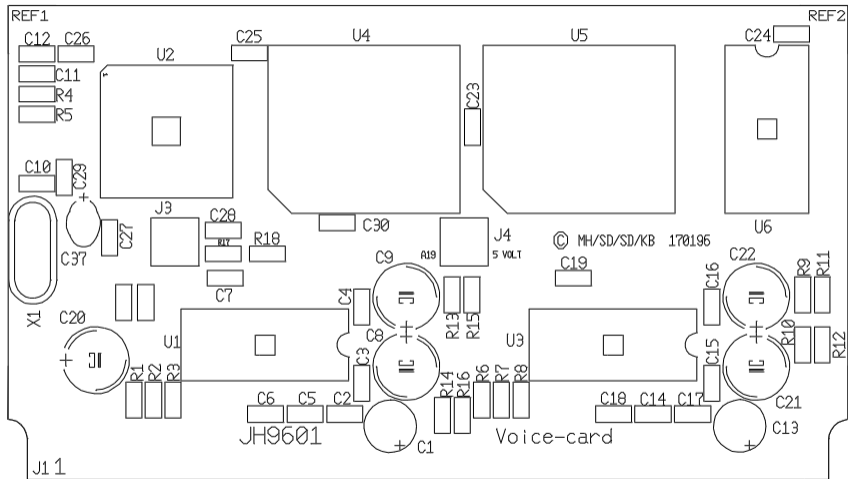 REF1
REF2
C12
C26
C25
U4
U5
C24
U2
C11
R4
R5
C23
C10
C29
U6
J3
C28
C30
R17
R18
A19
J4
5 VOLT
© MH/SD/SD/KB 170196
C27
C37
C9
C22
C7
C19
C4
C16
R9
R11
X1
C20
U1
C8
R13
R15
U3
R10
R12
C3
C15
R1
R2
R3
R14
R16
R6
R7
R8
C21
C6
C5
C2
C18
C14
C17
C1
C13
JH9601
Voice-card
J1 1